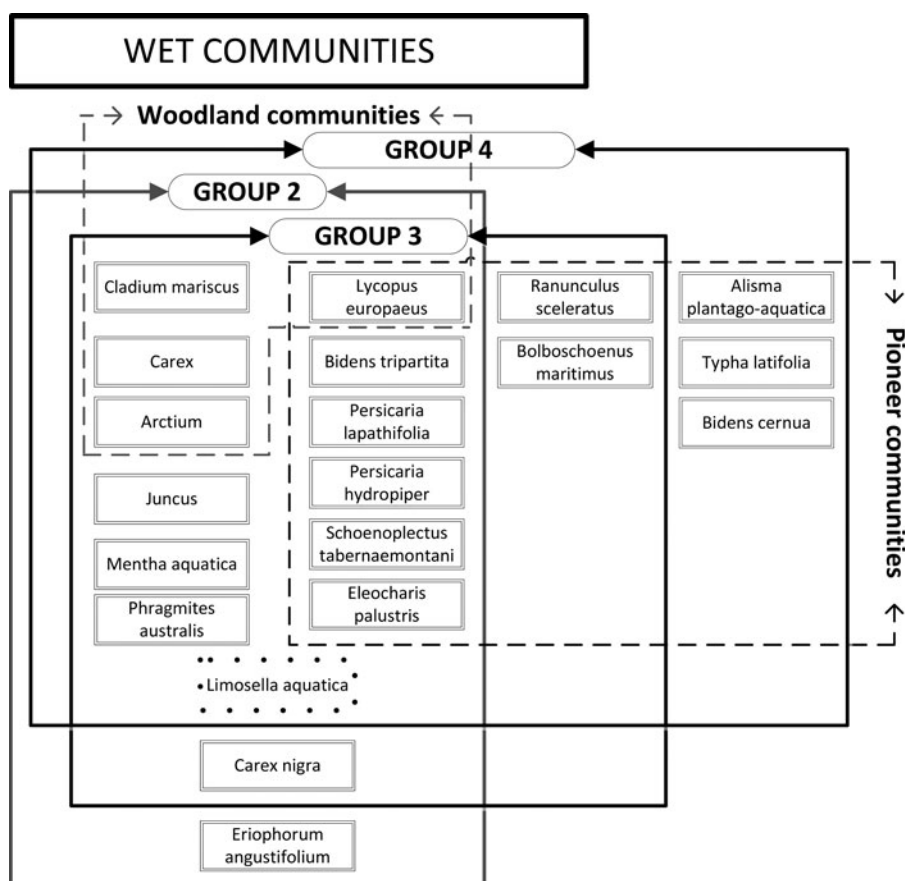 WET COMMUNITIES
Woodland communities
GROUP 4
GROUP 2
GROUP 3
Cladium mariscus
Lycopus
europaeus
Ranunculus
sceleratus
Alisma
plantago-aquatica
Carex
Bidens tripartita
Bolboschoenus
maritimus
Typha latifolia
Arctium
Persicaria
lapathifolia
Bidens cernua
Juncus
Persicaria
hydropiper
Mentha aquatica
Schoenoplectus
tabernaemontani
Phragmites
australis
Eleocharis
palustris
Pioneer communities
Limosella aquatica
Carex nigra
Eriophorum
angustifolium